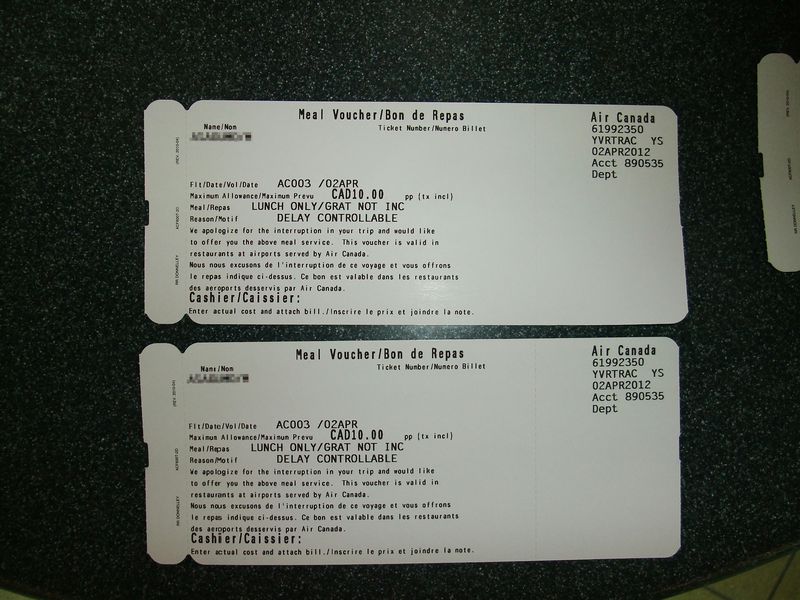 Meal Voucher/Bon de Repas
Name/Nom
Ticket Number/Numero Billet
Air Canada
61992350
YVRTRAC YS
02APR2012
Acct 890535
Dept
Flt/Date/Vol/Date AC003 /02APR
Maximum Allowance/Maximum Prevu CAD10.00 pp (tx incl)
Meal/Repas LUNCH ONLY/GRAT NOT INC
Reason/Motif DELAY CONTROLLABLE
We apologize for the interruption in your trip and would like
to offer you the above meal service. This voucher is valid in
restaurants at airports served by Air Canada.
Nous nous excusons de l'interruption de ce voyage et vous offrons
le repas indique ci-dessus. Ce bon est valable dans les restaurants
des aeroports desservis par Air Canada.
Cashier/Caissier:
Enter actual cost and attach bill./Inscrire le prix et joindre la note.
RR DONNELLEY
Meal Voucher/Bon de Repas
Name/Nom
Ticket Number/Numero Billet
Air Canada
61992350
YVRTRAC YS
02APR2012
Acct 890535
Dept
Flt/Date/Vol/Date AC003 /02APR
Maximum Allowance/Maximum Prevu CAD10.00 pp (tx incl)
Meal/Repas LUNCH ONLY/GRAT NOT INC
Reason/Motif DELAY CONTROLLABLE
We apologize for the interruption in your trip and would like
to offer you the above meal service. This voucher is valid in
restaurants at airports served by Air Canada.
Nous nous excusons de l'interruption de ce voyage et vous offrons
le repas indique ci-dessus. Ce bon est valable dans les restaurants
des aeroports desservis par Air Canada.
Cashier/Caissier:
Enter actual cost and attach bill./Inscrire le prix et joindre la note.
RR DONNELLEY
RR DONNELLEY